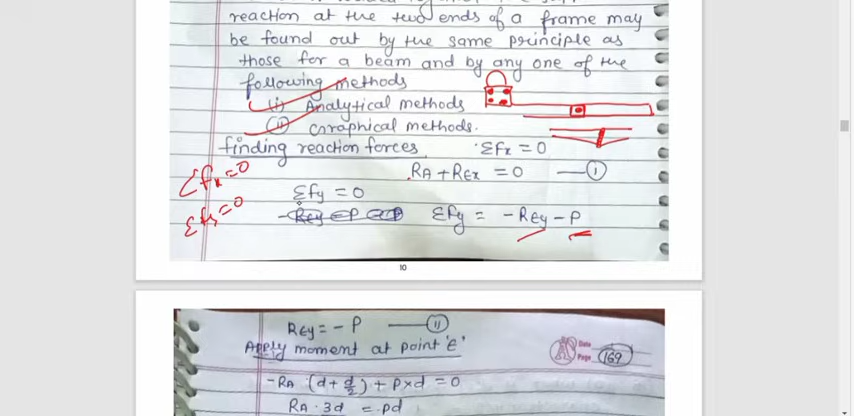 reaction at the two ends of a frame may
be found out by the same principle as
those for a beam and by any one of the
following methods
(i) Analytical methods
(ii) Graphical methods.
finding reaction forces Σfx = 0
Σfx=0
RA + REx = 0 —(i)
Σfy = 0
Σfy=0
Σfy = -REy - P
10
REy = - P —(ii)
Apply moment at point 'E'
Date
Page 169
-RA (d+d/2) + P×d = 0
RA . 3d = .pd